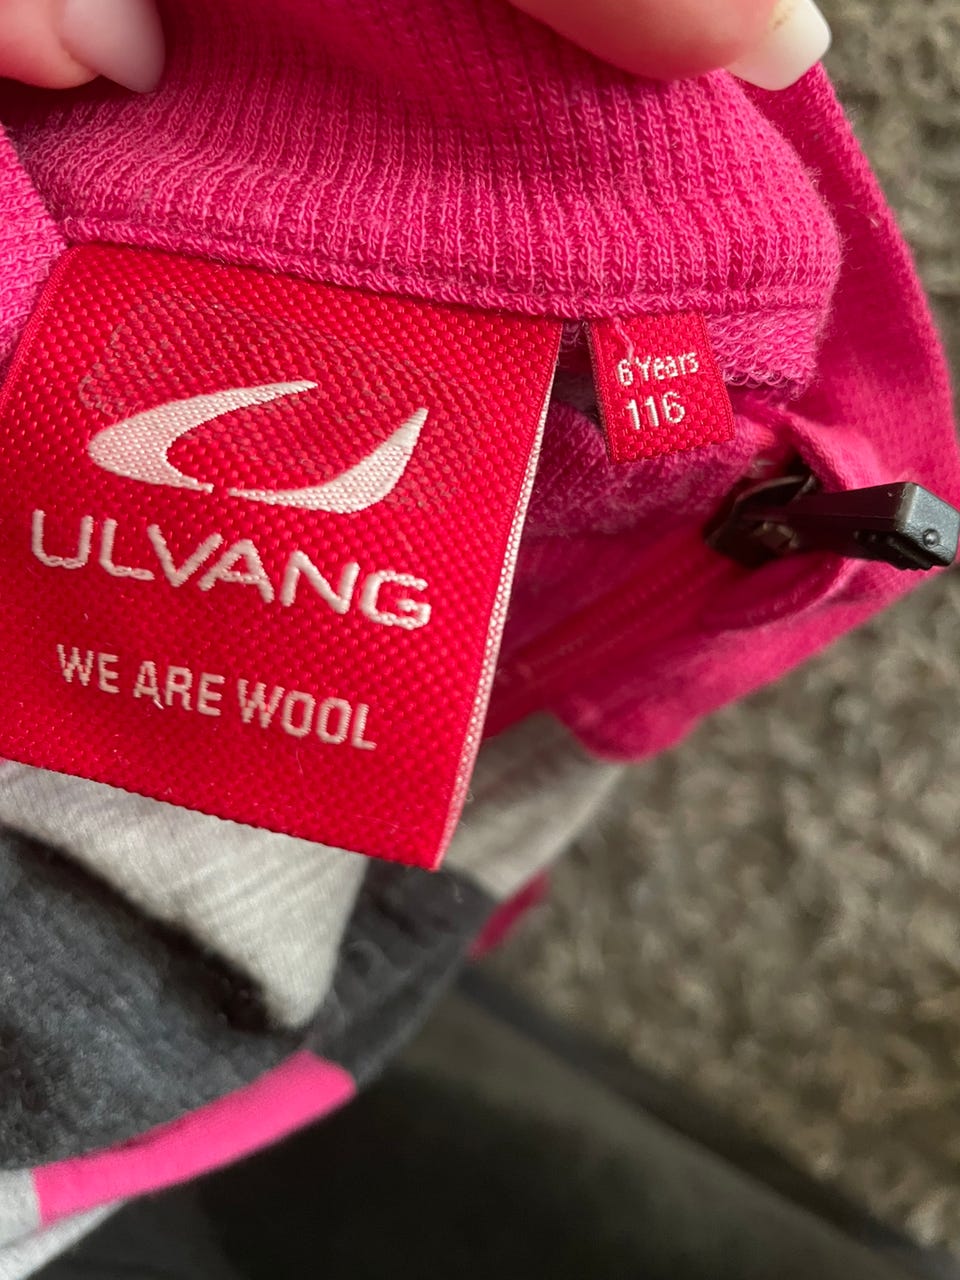 ULVANG
WE ARE WOOL
6 Years
116